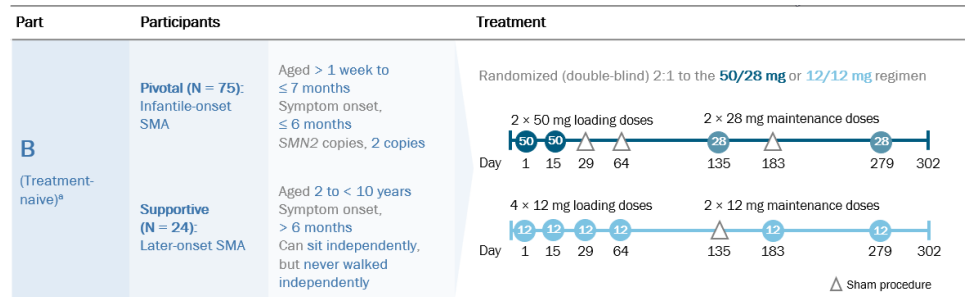 Part Participants Treatment
B
(Treatment-
naive)ᵃ
Pivotal (N = 75):
Infantile-onset
SMA
Aged > 1 week to
≤ 7 months
Symptom onset,
≤ 6 months
SMN2 copies, 2 copies
Supportive
(N = 24):
Later-onset SMA
Aged 2 to < 10 years
Symptom onset,
> 6 months
Can sit independently,
but never walked
independently
Randomized (double-blind) 2:1 to the 50/28 mg or 12/12 mg regimen
2 × 50 mg loading doses 2 × 28 mg maintenance doses
50 50 28 28
Day 1 15 29 64 135 183 279 302
4 × 12 mg loading doses 2 × 12 mg maintenance doses
12 12 12 12 12 12
Day 1 15 29 64 135 183 279 302
Sham procedure